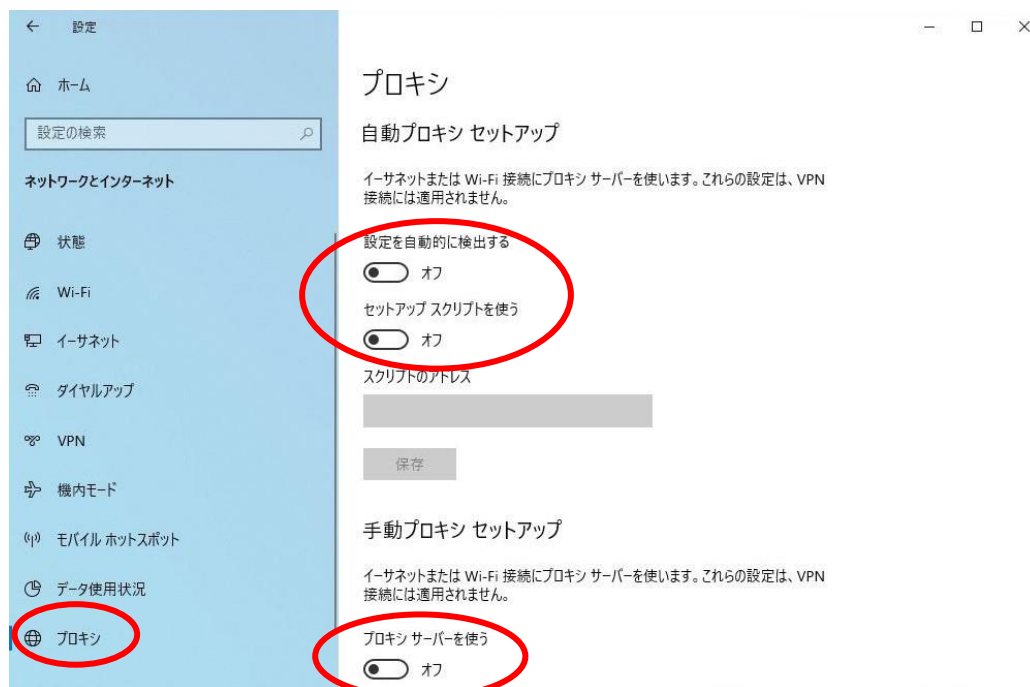 設定
ホーム
設定の検索
ネットワークとインターネット
状態
Wi-Fi
イーサネット
ダイヤルアップ
VPN
機内モード
モバイル ホットスポット
データ使用状況
プロキシ
プロキシ
自動プロキシ セットアップ
イーサネットまたは Wi-Fi 接続にプロキシ サーバーを使います。これらの設定は、VPN
接続には適用されません。
設定を自動的に検出する
オフ
セットアップ スクリプトを使う
オフ
スクリプトのアドレス
保存
手動プロキシ セットアップ
イーサネットまたは Wi-Fi 接続にプロキシ サーバーを使います。これらの設定は、VPN
接続には適用されません。
プロキシ サーバーを使う
オフ